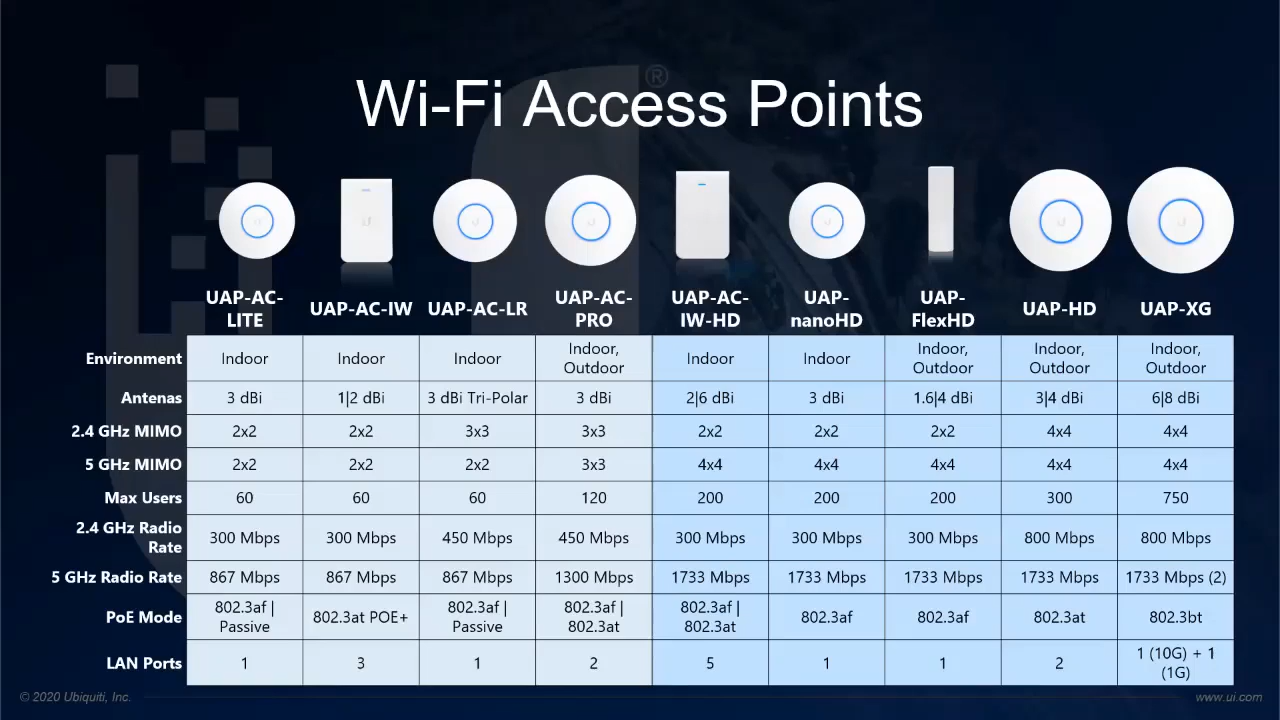 Wi-Fi Access Points
®
UAP-AC-
LITE
UAP-AC-IW
UAP-AC-LR
UAP-AC-
PRO
UAP-AC-
IW-HD
UAP-
nanoHD
UAP-
FlexHD
UAP-HD
UAP-XG
Environment
Indoor
Indoor
Indoor
Indoor,
Outdoor
Indoor
Indoor
Indoor,
Outdoor
Indoor,
Outdoor
Indoor,
Outdoor
Antenas
3 dBi
1|2 dBi
3 dBi Tri-Polar
3 dBi
2|6 dBi
3 dBi
1.6|4 dBi
3|4 dBi
6|8 dBi
2.4 GHz MIMO
2x2
2x2
3x3
3x3
2x2
2x2
2x2
4x4
4x4
5 GHz MIMO
2x2
2x2
2x2
3x3
4x4
4x4
4x4
4x4
4x4
Max Users
60
60
60
120
200
200
200
300
750
2.4 GHz Radio
Rate
300 Mbps
300 Mbps
450 Mbps
450 Mbps
300 Mbps
300 Mbps
300 Mbps
800 Mbps
800 Mbps
5 GHz Radio Rate
867 Mbps
867 Mbps
867 Mbps
1300 Mbps
1733 Mbps
1733 Mbps
1733 Mbps
1733 Mbps
1733 Mbps (2)
PoE Mode
802.3af |
Passive
802.3at POE+
802.3af |
Passive
802.3af |
802.3at
802.3af |
802.3at
802.3af
802.3af
802.3at
802.3bt
LAN Ports
1
3
1
2
5
1
1
2
1 (10G) + 1
(1G)
© 2020 Ubiquiti, Inc.
www.ui.com